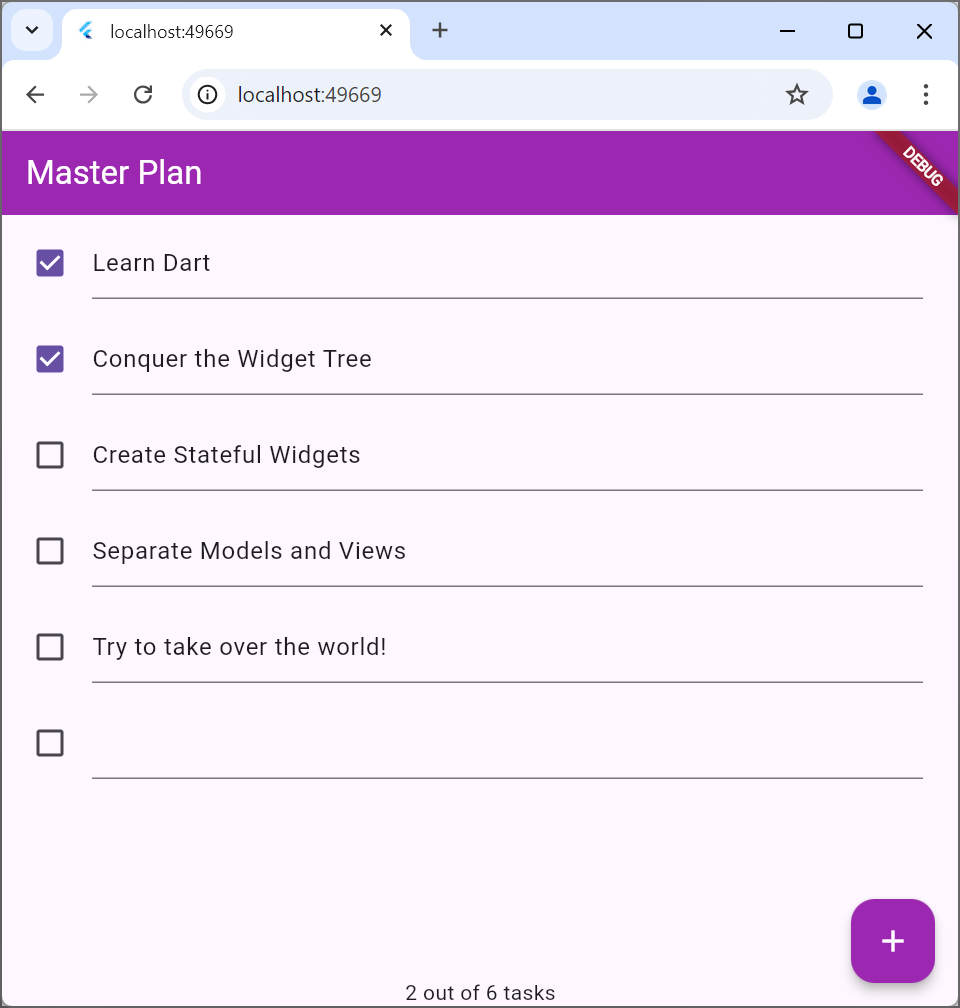 localhost:49669
localhost:49669
Master Plan
DEBUG
Learn Dart
Conquer the Widget Tree
Create Stateful Widgets
Separate Models and Views
Try to take over the world!
2 out of 6 tasks